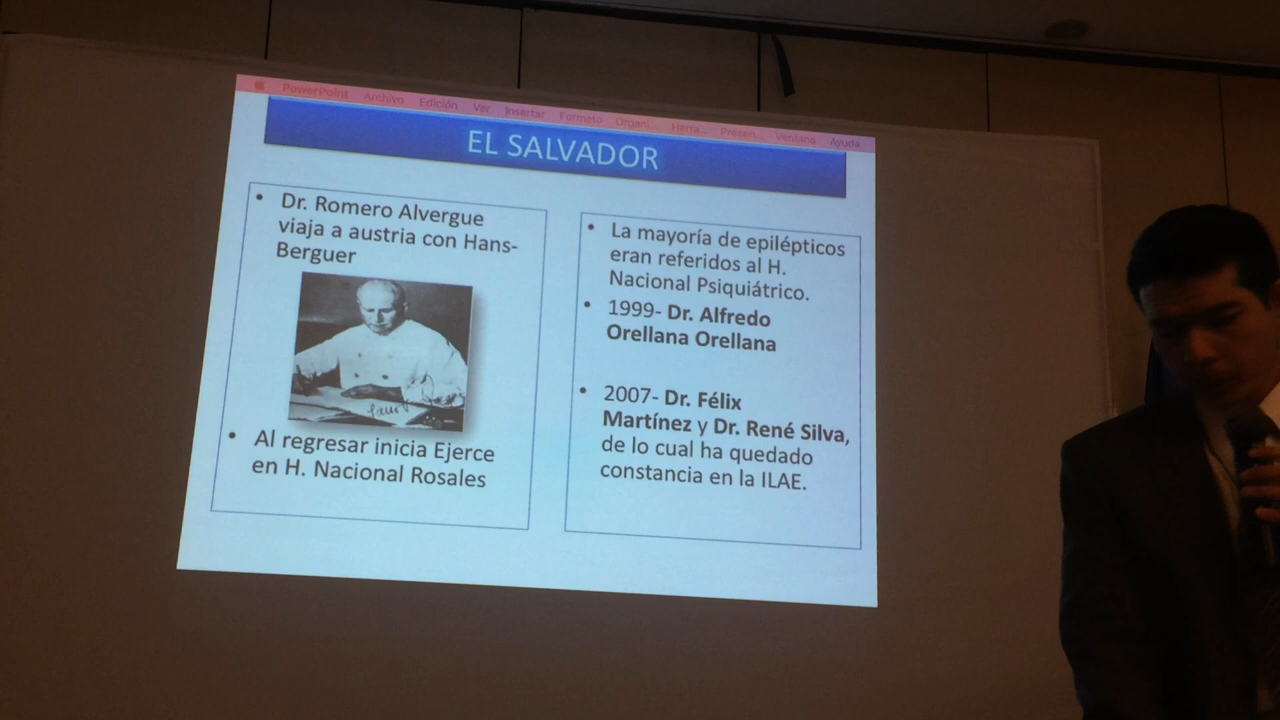 PowerPoint Archivo Edición Ver Insertar Formato Organi... Herra... Presen... Ventana Ayuda
EL SALVADOR
• Dr. Romero Alvergue
viaja a austria con Hans-
Berguer
• Al regresar inicia Ejerce
en H. Nacional Rosales
• La mayoría de epilépticos
eran referidos al H.
Nacional Psiquiátrico.
• 1999- Dr. Alfredo
Orellana Orellana
• 2007- Dr. Félix
Martínez y Dr. René Silva,
de lo cual ha quedado
constancia en la ILAE.